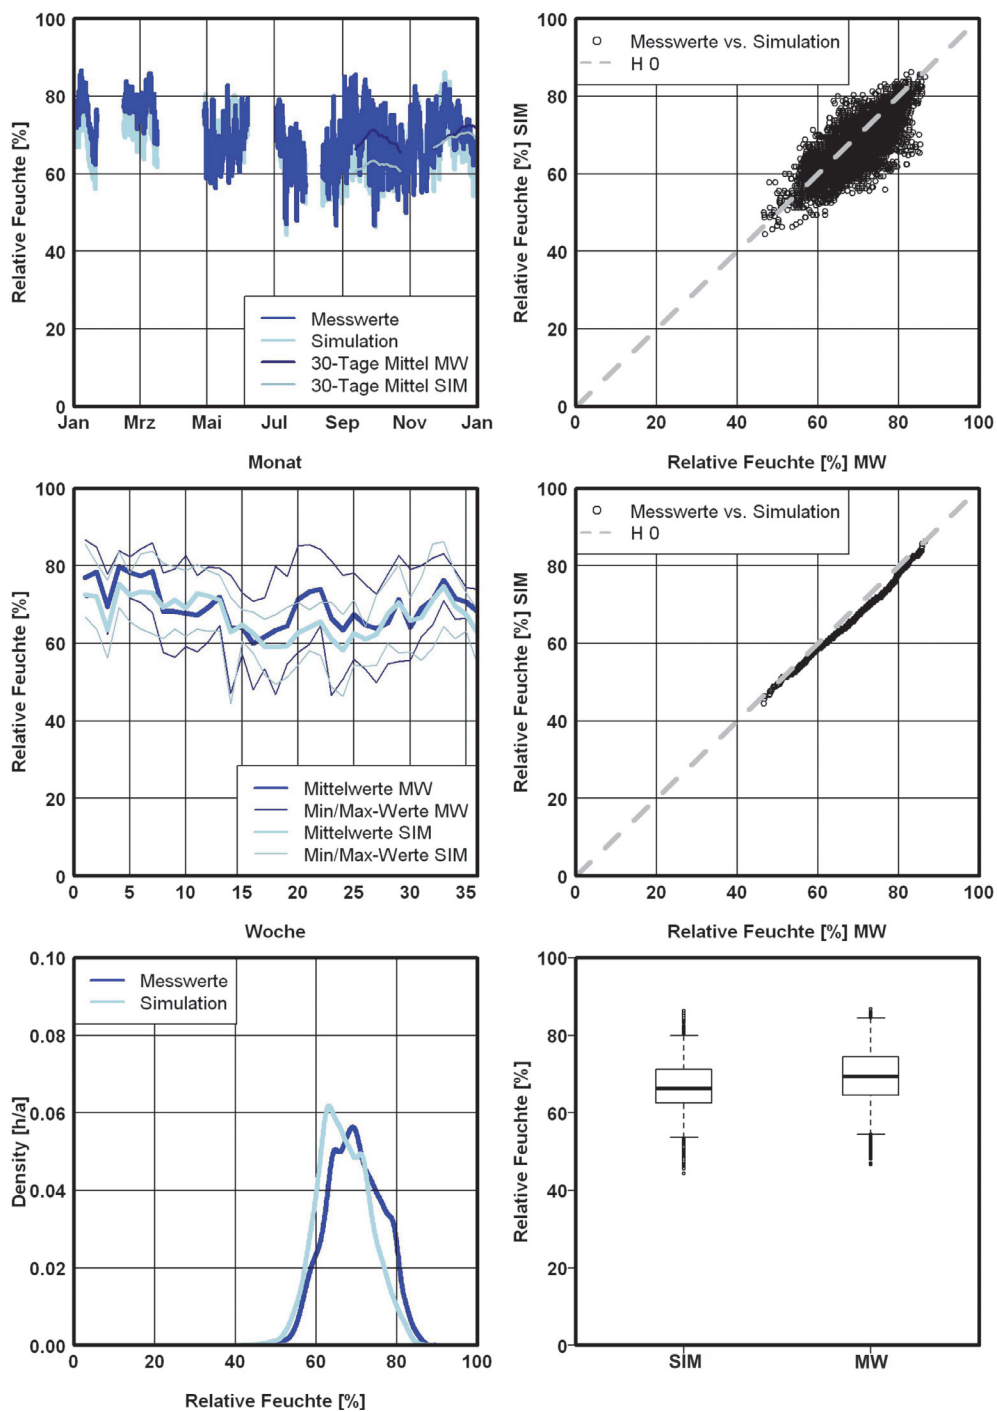 100
80
60
40
20
0
Relative Feuchte [%]
Messwerte
Simulation
30-Tage Mittel MW
30-Tage Mittel SIM
Jan Mrz Mai Jul Sep Nov Jan
Monat
100
80
60
40
20
0
Relative Feuchte [%] SIM
Messwerte vs. Simulation
H 0
0 20 40 60 80 100
Relative Feuchte [%] MW
100
80
60
40
20
0
Relative Feuchte [%]
Mittelwerte MW
Min/Max-Werte MW
Mittelwerte SIM
Min/Max-Werte SIM
0 5 10 15 20 25 30 35
Woche
100
80
60
40
20
0
Relative Feuchte [%] SIM
Messwerte vs. Simulation
H 0
0 20 40 60 80 100
Relative Feuchte [%] MW
0.10
0.08
0.06
0.04
0.02
0.00
Density [h/a]
Messwerte
Simulation
0 20 40 60 80 100
Relative Feuchte [%]
100
80
60
40
20
0
Relative Feuchte [%]
SIM MW